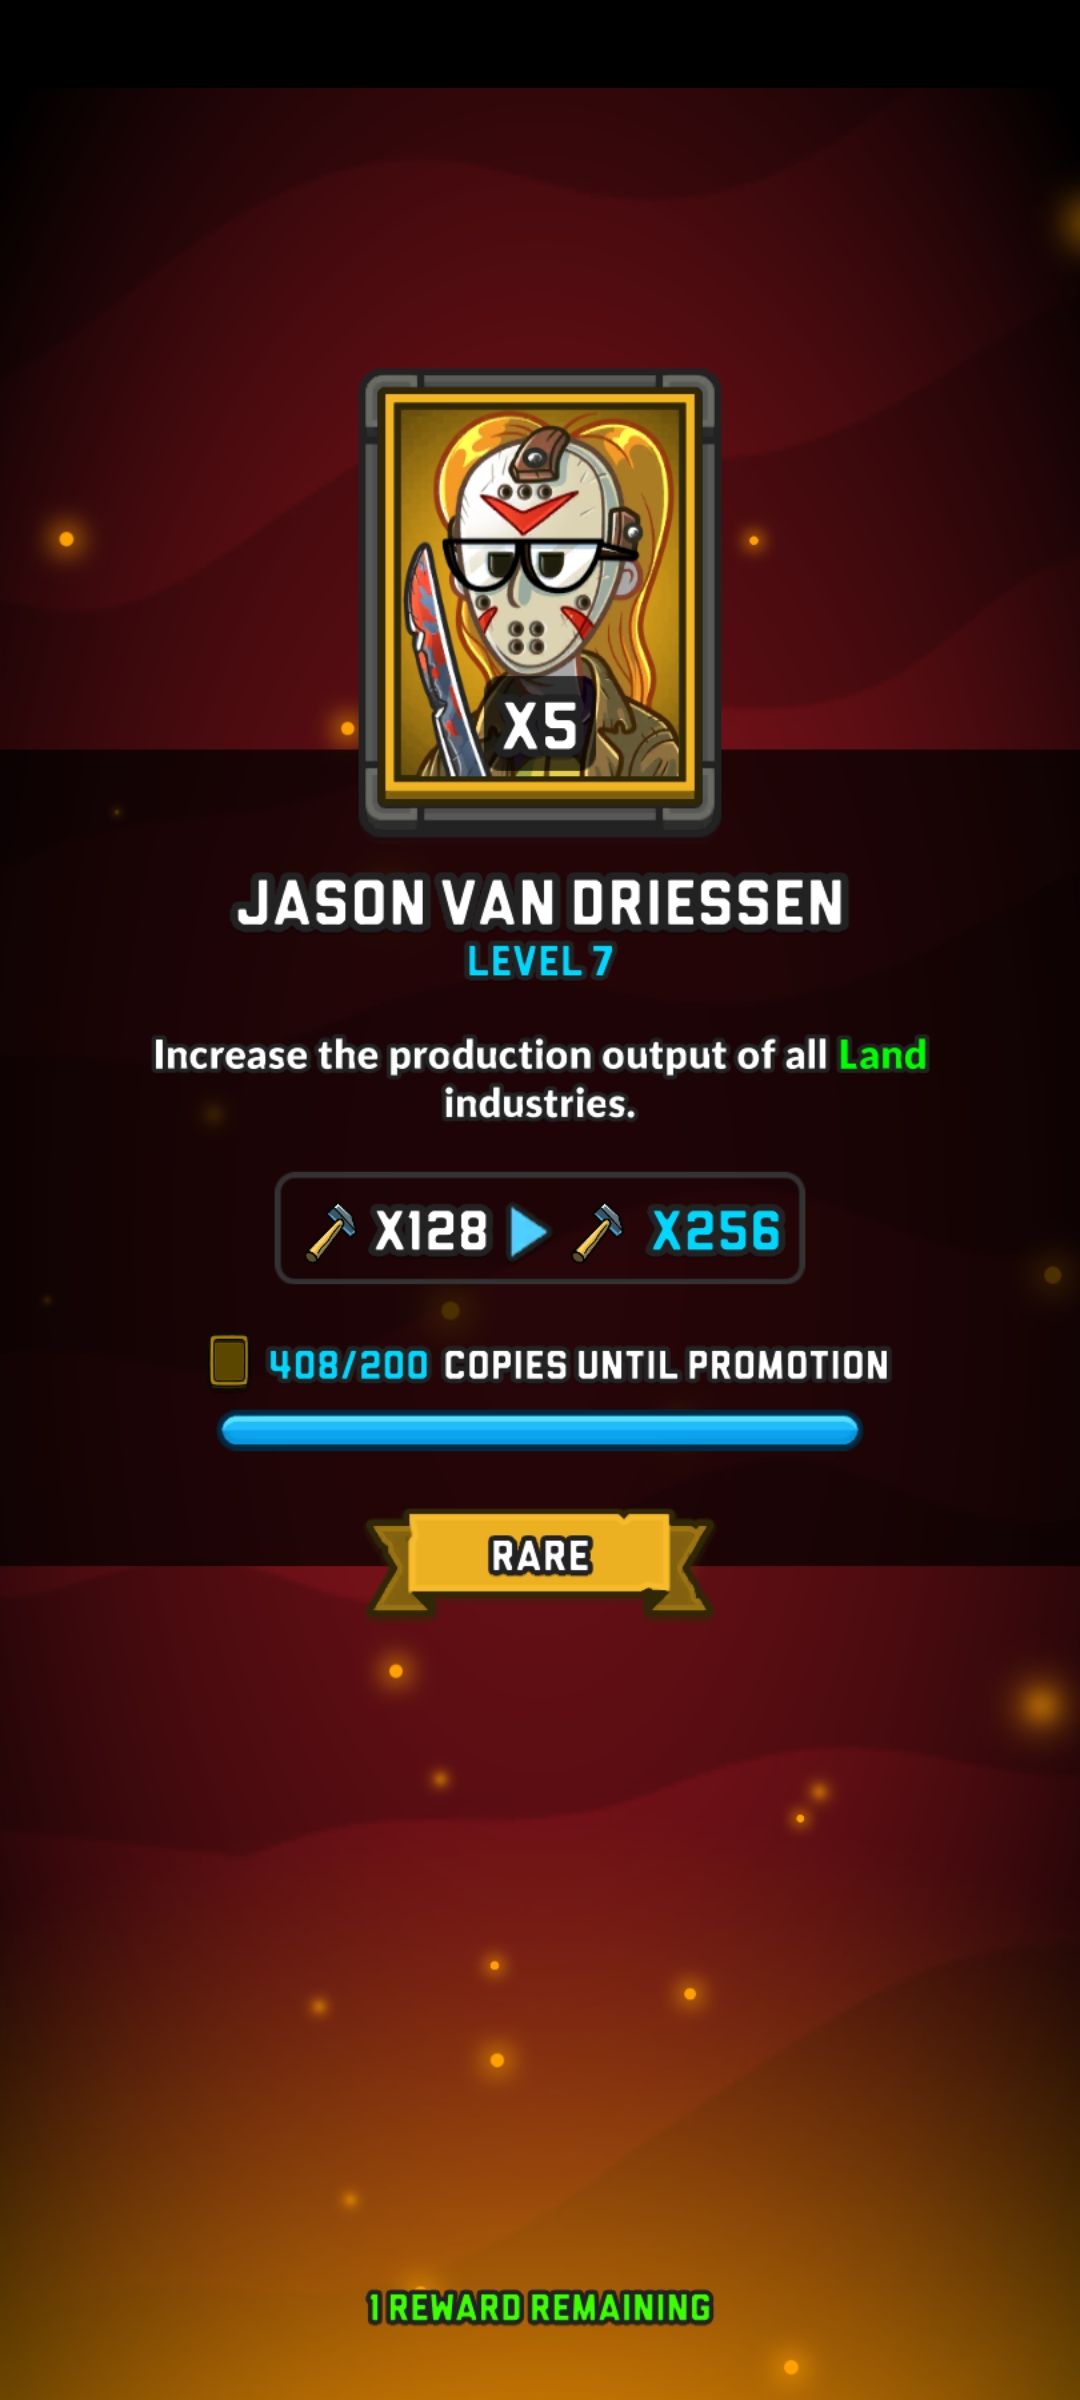 X5
JASON VAN DRIESSEN
LEVEL 7
Increase the production output of all Land
industries.
X128 X256
408/200 COPIES UNTIL PROMOTION
RARE
1 REWARD REMAINING